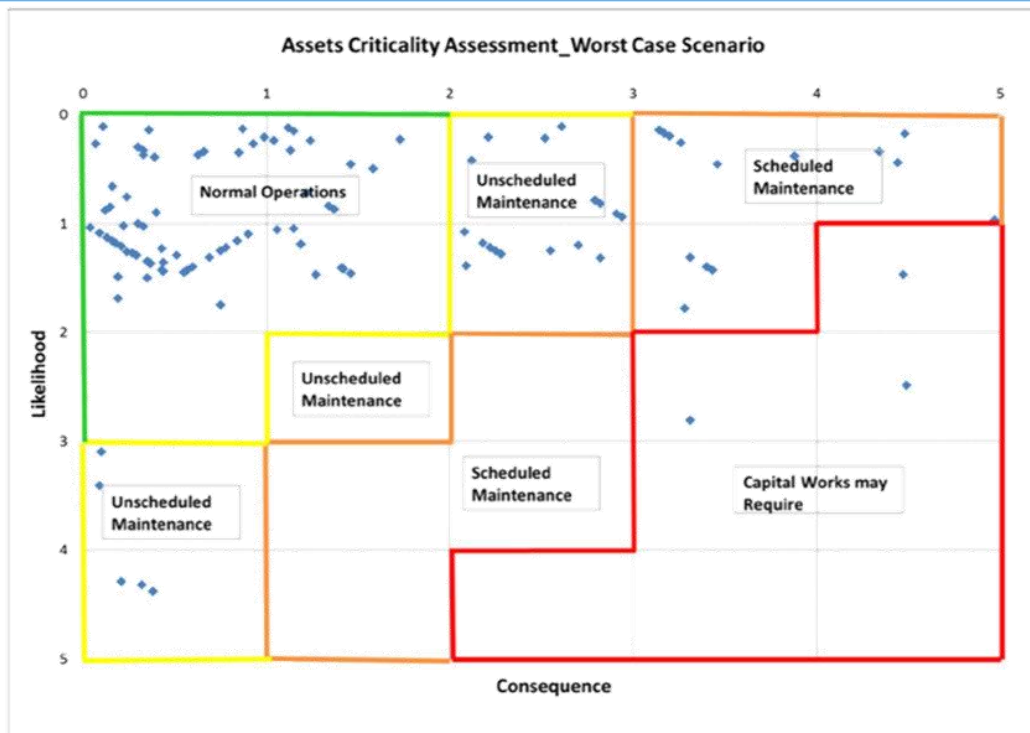 Assets Criticality Assessment_Worst Case Scenario
0 1 2 3 4 5
0
1
2
3
4
5
Likelihood
Normal Operations
Unscheduled
Maintenance
Scheduled
Maintenance
Unscheduled
Maintenance
Unscheduled
Maintenance
Scheduled
Maintenance
Capital Works may
Require
Consequence